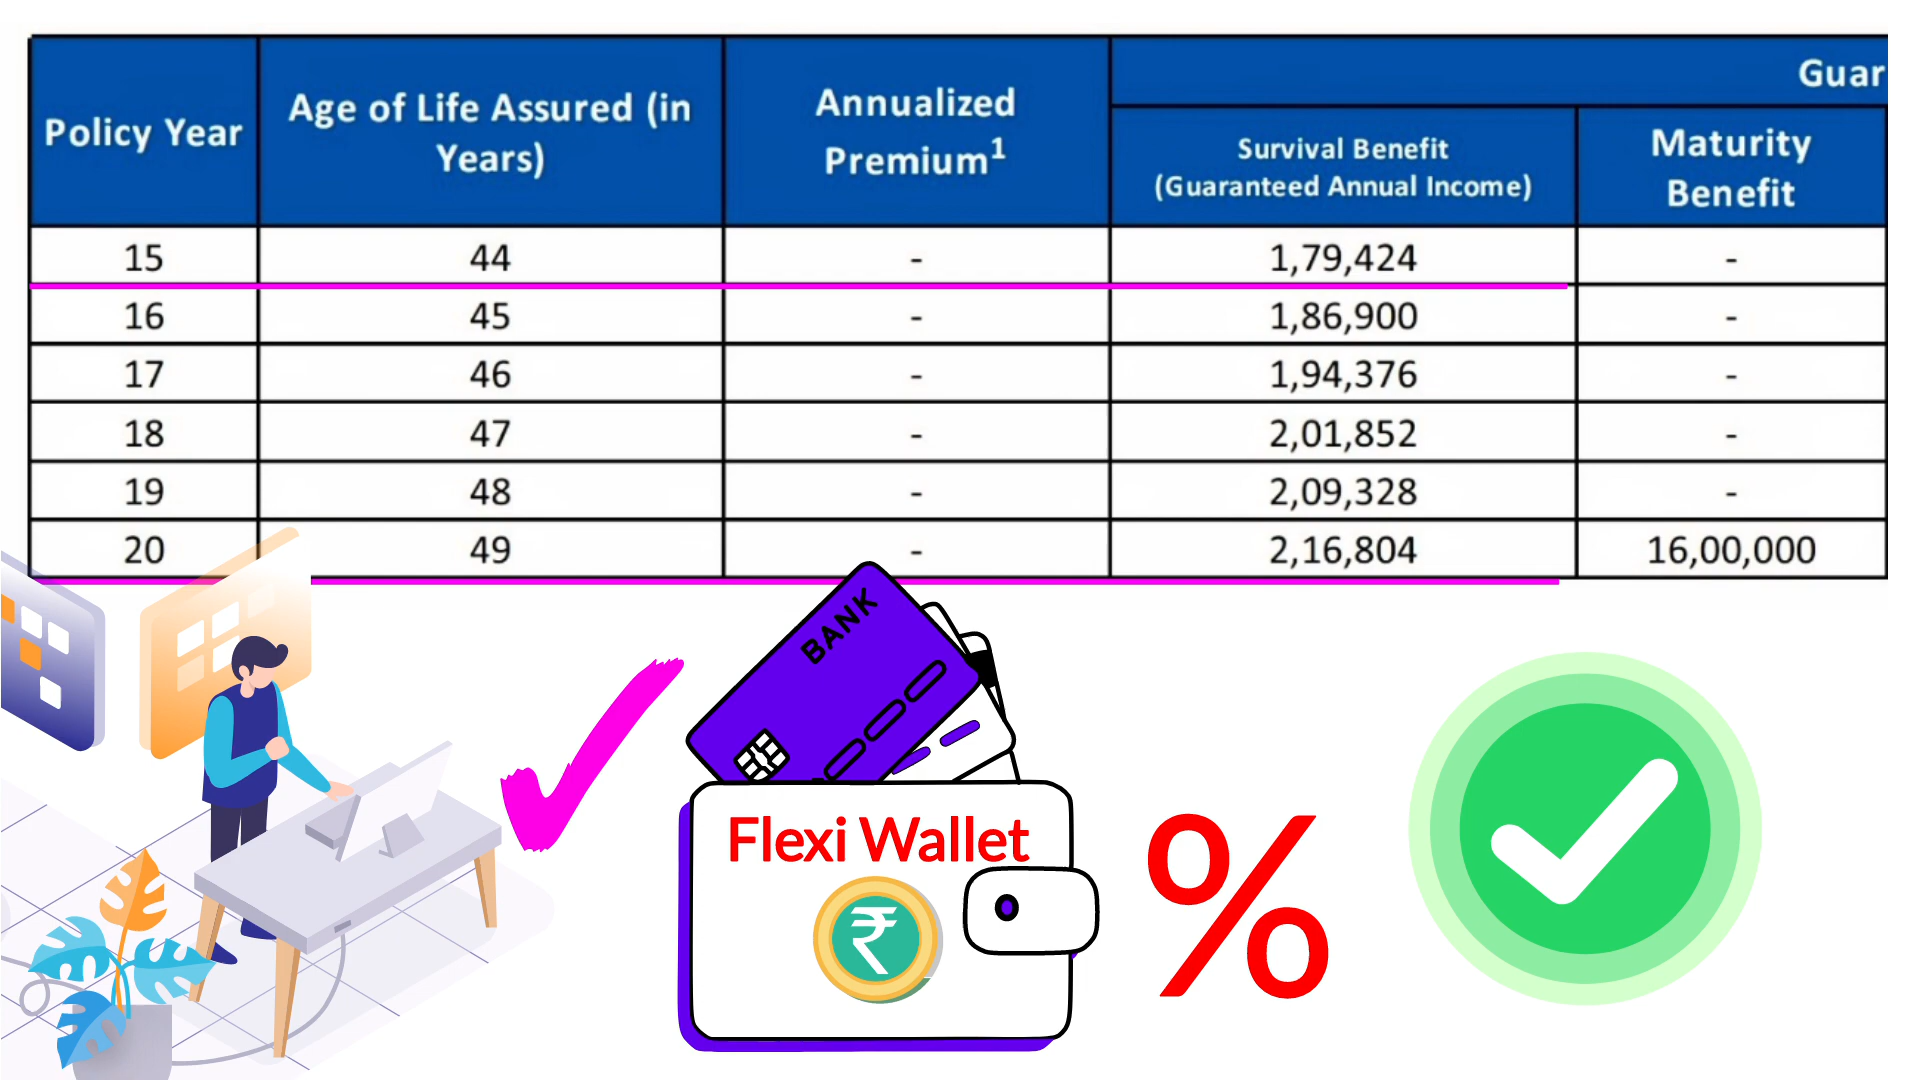 Guar
Policy Year
Age of Life Assured (in
Years)
Annualized
Premium¹
Survival Benefit
(Guaranteed Annual Income)
Maturity
Benefit
15 44 - 1,79,424 -
16 45 - 1,86,900 -
17 46 - 1,94,376 -
18 47 - 2,01,852 -
19 48 - 2,09,328 -
20 49 - 2,16,804 16,00,000
BANK
Flexi Wallet
₹
%